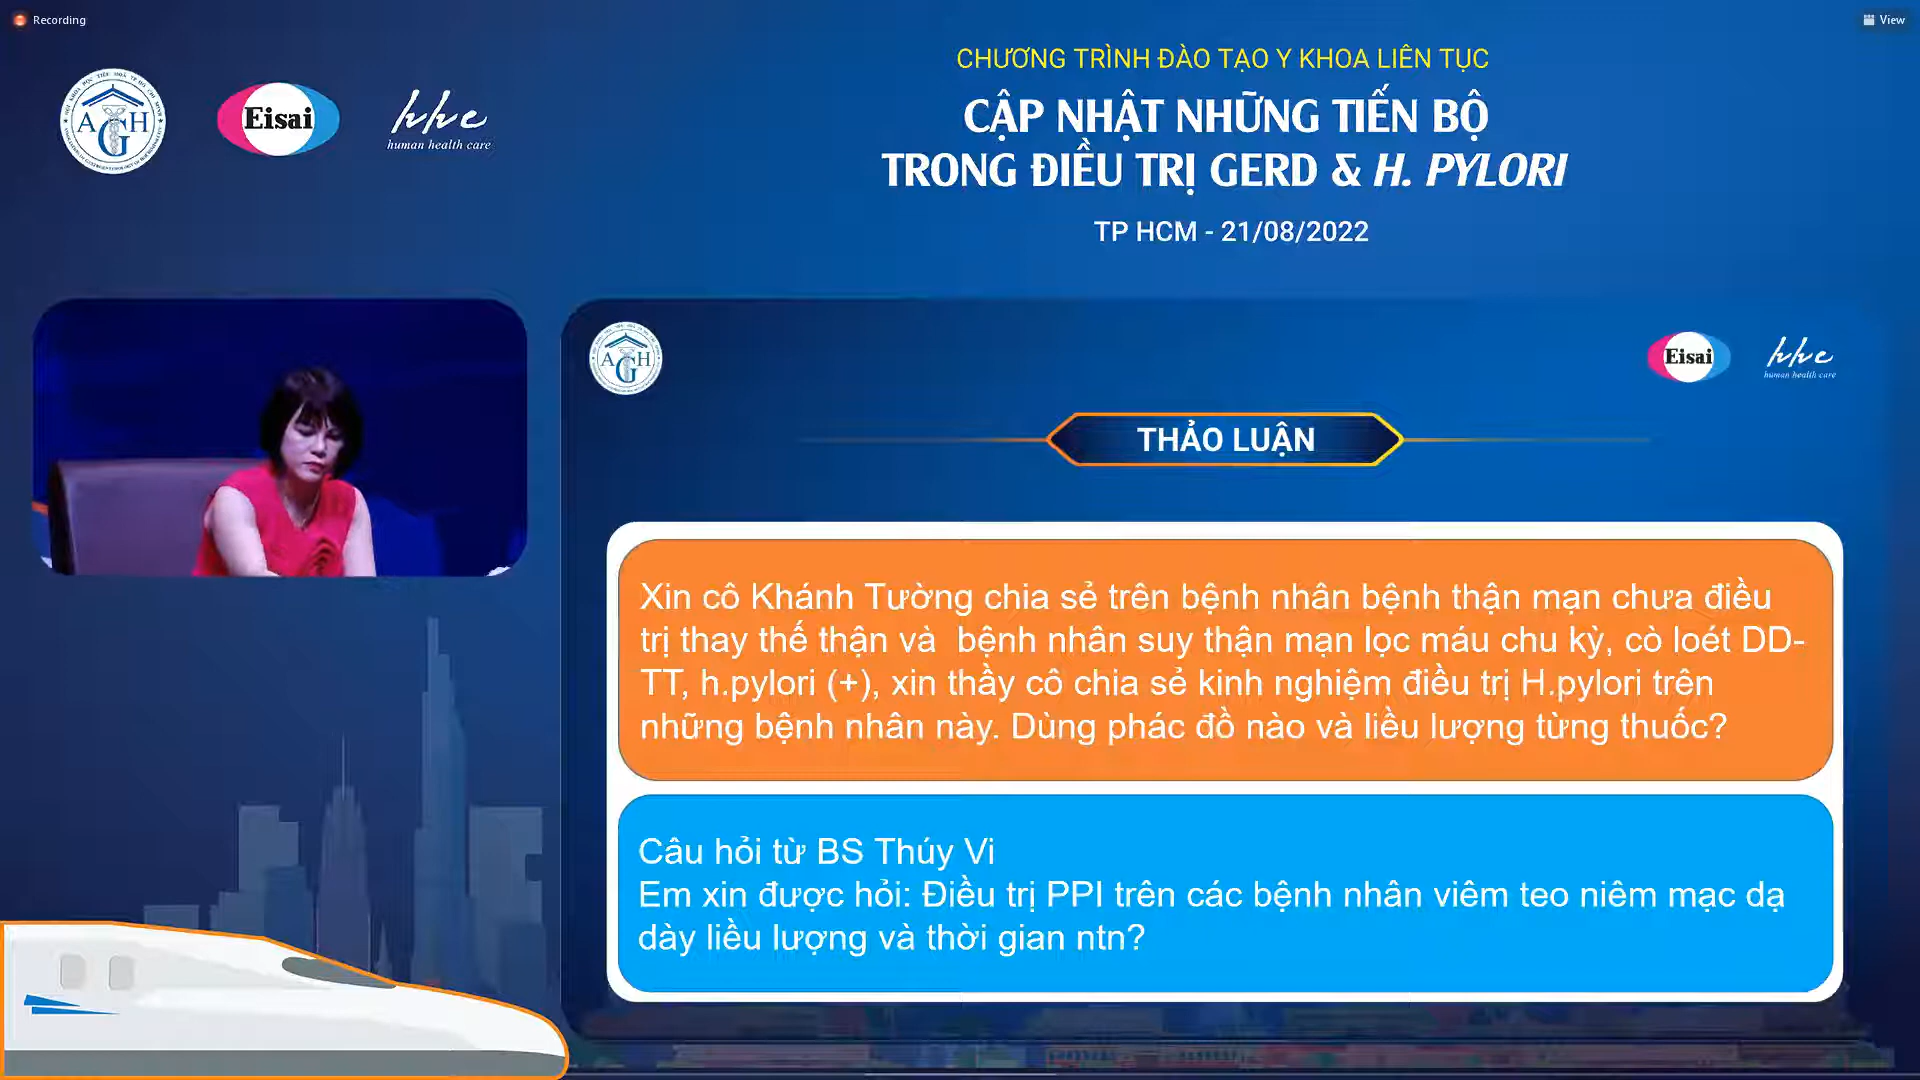 Recording
View
CHƯƠNG TRÌNH ĐÀO TẠO Y KHOA LIÊN TỤC
CẬP NHẬT NHỮNG TIẾN BỘ
TRONG ĐIỀU TRỊ GERD & H. PYLORI
TP HCM - 21/08/2022
AGH
Eisai
hhc
human health care
AGH
Eisai
hhc
human health care
THẢO LUẬN
Xin cô Khánh Tường chia sẻ trên bệnh nhân bệnh thận mạn chưa điều
trị thay thế thận và  bệnh nhân suy thận mạn lọc máu chu kỳ, cò loét DD-
TT, h.pylori (+), xin thầy cô chia sẻ kinh nghiệm điều trị H.pylori trên
những bệnh nhân này. Dùng phác đồ nào và liều lượng từng thuốc?
Câu hỏi từ BS Thúy Vi
Em xin được hỏi: Điều trị PPI trên các bệnh nhân viêm teo niêm mạc dạ
dày liều lượng và thời gian ntn?